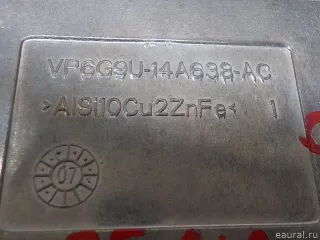 VP6G9U-14A638-AC
>AlSi10Cu2ZnFe< 1
07
eaural.ru